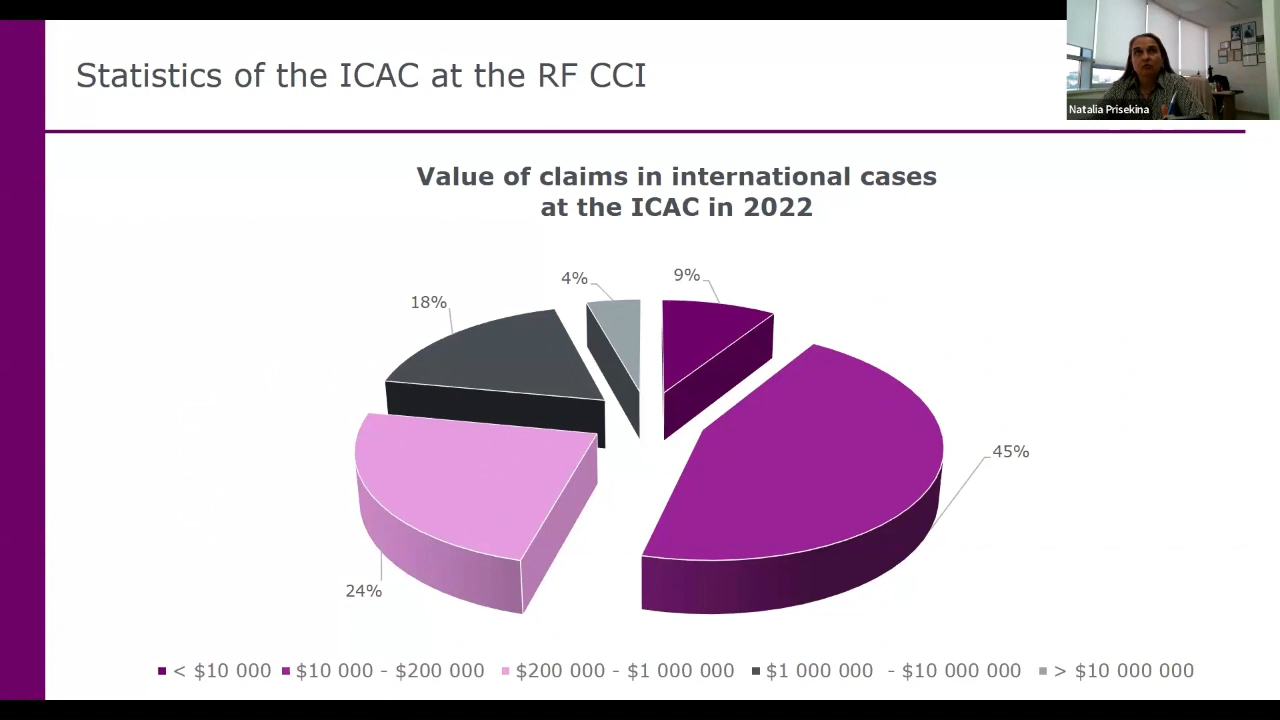 Statistics of the ICAC at the RF CCI
Natalia Prisekina
Value of claims in international cases
at the ICAC in 2022
4%
9%
18%
45%
24%
< $10 000
$10 000 - $200 000
$200 000 - $1 000 000
$1 000 000 - $10 000 000
> $10 000 000